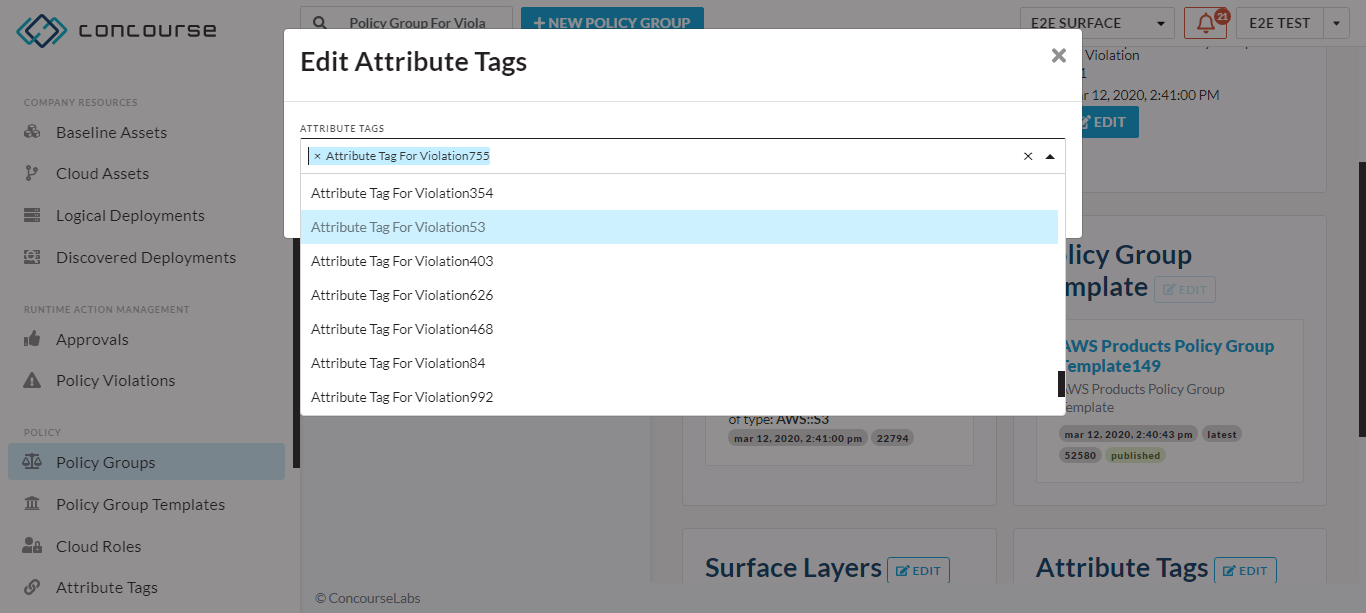 concourse
Policy Group For Viola
+ NEW POLICY GROUP
E2E SURFACE
21
E2E TEST
Edit Attribute Tags
×
Violation
1
ar 12, 2020, 2:41:00 PM
EDIT
COMPANY RESOURCES
Baseline Assets
Cloud Assets
Logical Deployments
Discovered Deployments
RUNTIME ACTION MANAGEMENT
Approvals
Policy Violations
POLICY
Policy Groups
Policy Group Templates
Cloud Roles
Attribute Tags
ATTRIBUTE TAGS
× Attribute Tag For Violation755
×
Attribute Tag For Violation354
Attribute Tag For Violation53
Attribute Tag For Violation403
Attribute Tag For Violation626
Attribute Tag For Violation468
Attribute Tag For Violation84
Attribute Tag For Violation992
of type: AWS::S3
mar 12, 2020, 2:41:00 pm 22794
licy Group
mplate EDIT
AWS Products Policy Group
Template149
AWS Products Policy Group
Template
mar 12, 2020, 2:40:43 pm latest
52580 published
Surface Layers EDIT
Attribute Tags EDIT
© ConcourseLabs